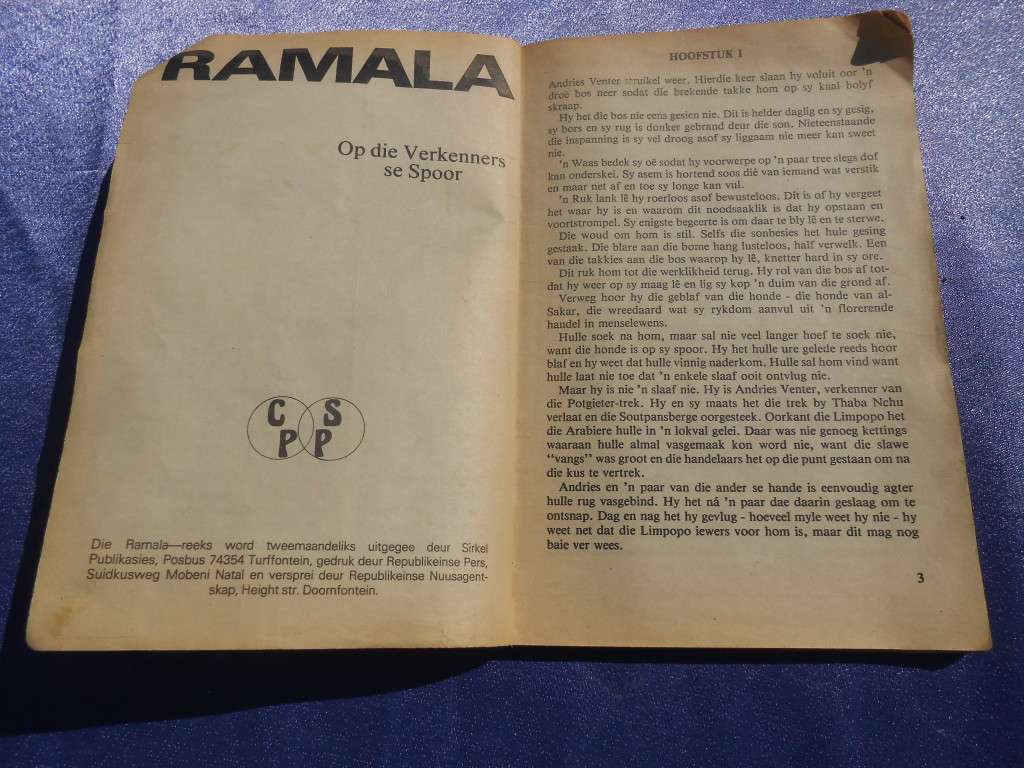 RAMALA
Op die Verkenners
se Spoor
C S
P P
Die Ramala—reeks word tweemaandeliks uitgegee deur Sirkel
Publikasies, Posbus 74354 Turffontein, gedruk deur Republikeinse Pers,
Suidkusweg Mobeni Natal en versprei deur Republikeinse Nuusagent-
skap, Height str. Doornfontein.
HOOFSTUK I
Andries Venter struikel weer. Hierdie keer slaan hy voluit oor 'n
droë bos neer sodat die brekende takke hom op sy kaal bolyf
skraap.
Hy het die bos nie eens gesien nie. Dit is helder daglig en sy gesig,
sy bors en sy rug is donker gebrand deur die son. Nieteenstaande
die inspanning is sy vel droog asof sy liggaam nie meer kan sweet
nie.
'n Waas bedek sy oë sodat hy voorwerpe op 'n paar tree slegs dof
kan onderskei. Sy asem is hortend soos dié van iemand wat verstik
en maar net af en toe sy longe kan vul.
'n Ruk lank lê hy roerloos asof bewusteloos. Dit is of hy vergeet
het waar hy is en waarom dit noodsaaklik is dat hy opstaan en
voortstrompel. Sy enigste begeerte is om daar te bly lê en te sterwe.
Die woud om hom is stil. Selfs die sonbesies het hule gesing
gestaak. Die blare aan die bome hang lusteloos, half verwelk. Een
van die takkies aan die bos waarop hy lê, knetter hard in sy ore.
Dit ruk hom tot die werklikheid terug. Hy rol van die bos af tot-
dat hy weer op sy maag lê en lig sy kop 'n duim van die grond af.
Verweg hoor hy die geblaf van die honde - die honde van al-
Sakar, die wreedaard wat sy rykdom aanvul uit 'n florerende
handel in menselewens.
Hulle soek na hom, maar sal nie veel langer hoef te soek nie,
want die honde is op sy spoor. Hy het hulle ure gelede reeds hoor
blaf en hy weet dat hulle vinnig naderkom. Hulle sal hom vind want
hulle laat nie toe dat 'n enkele slaaf ooit ontvlug nie.
Maar hy is nie 'n slaaf nie. Hy is Andries Venter, verkenner van
die Potgieter-trek. Hy en sy maats het die trek by Thaba Nchu
verlaat en die Soutpansberge oorgesteek. Oorkant die Limpopo het
die Arabiere hulle in 'n lokval gelei. Daar was nie genoeg kettings
waaraan hulle almal vasgemaak kon word nie, want die slawe
“vangs” was groot en die handelaars het op die punt gestaan om na
die kus te vertrek.
Andries en 'n paar van die ander se hande is eenvoudig agter
hulle rug vasgebind. Hy het ná 'n paar dae daarin geslaag om te
ontsnap. Dag en nag het hy gevlug - hoeveel myle weet hy nie - hy
weet net dat die Limpopo iewers voor hom is, maar dit mag nog
baie ver wees.
3